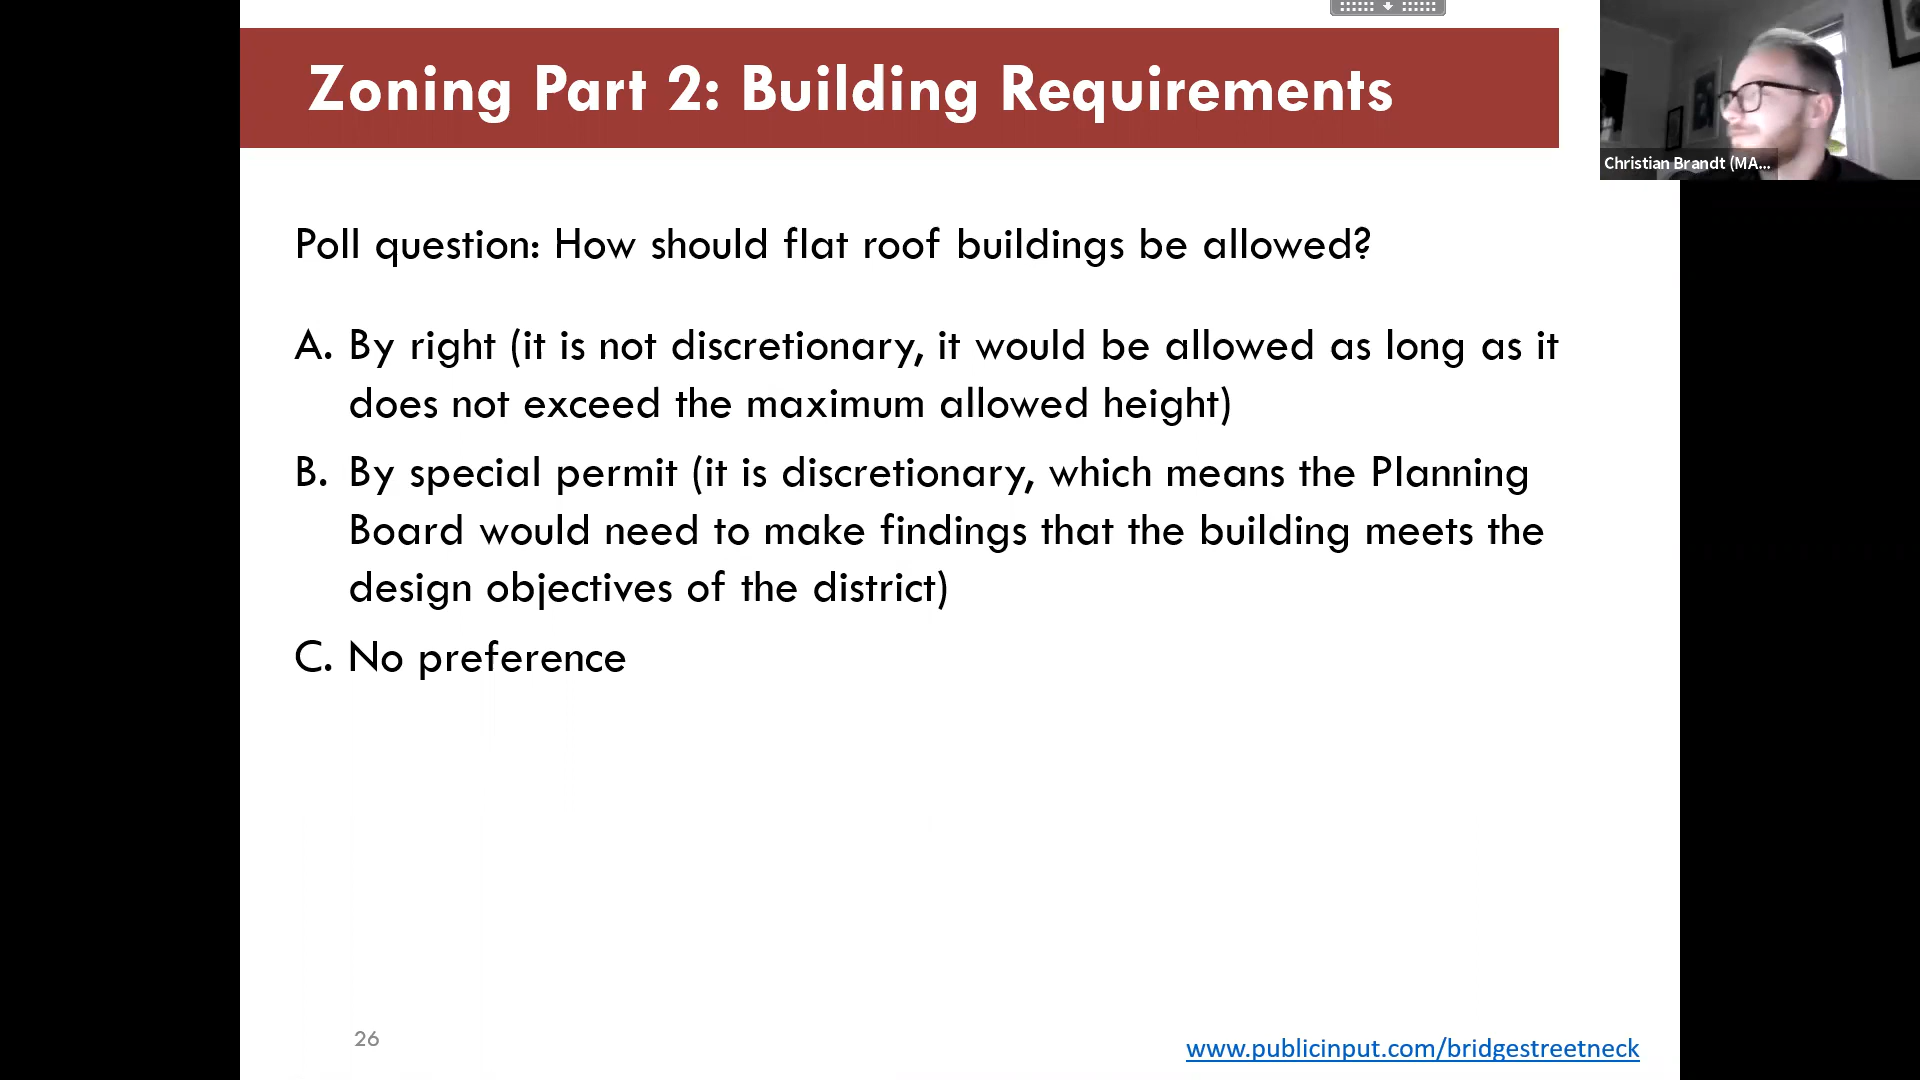 Zoning Part 2: Building Requirements
Christian Brandt (MA...
Poll question: How should flat roof buildings be allowed?
A. By right (it is not discretionary, it would be allowed as long as it
does not exceed the maximum allowed height)
B. By special permit (it is discretionary, which means the Planning
Board would need to make findings that the building meets the
design objectives of the district)
C. No preference
26
www.publicinput.com/bridgestreetneck